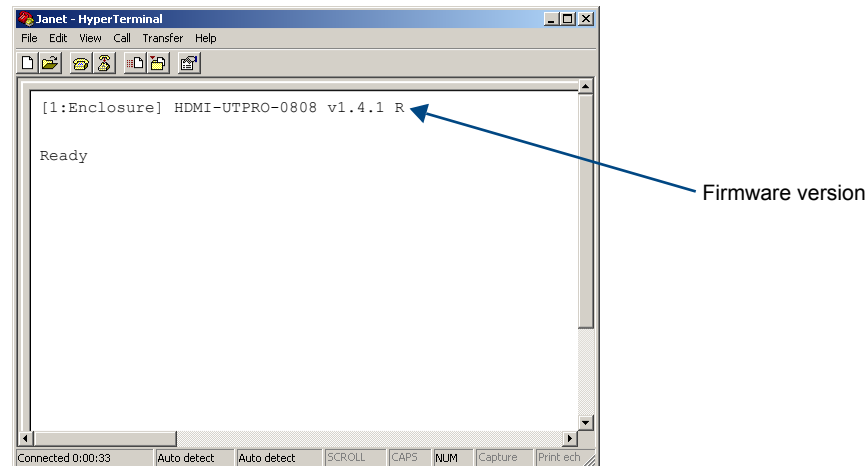 Janet - HyperTerminal
File Edit View Call Transfer Help
[1:Enclosure] HDMI-UTPRO-0808 v1.4.1 R
Firmware version
Ready
Connected 0:00:33 Auto detect Auto detect SCROLL CAPS NUM Capture Print ech